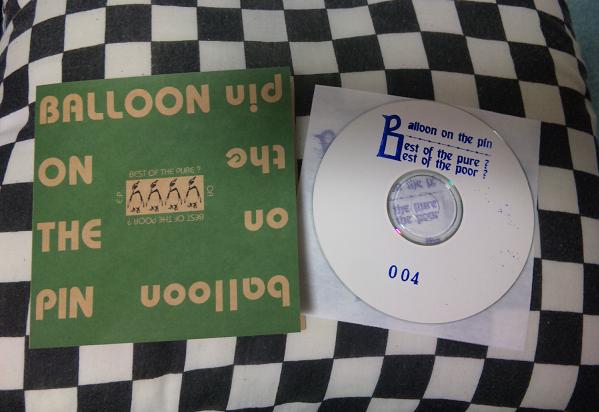 BALLOON
ON
THE
PIN
balloon
on
the
pin
BEST OF THE PURE ?
OR
BEST OF THE POOR ?
E.P
Balloon on the pin
Best of the pure ?
Best of the poor ?
004